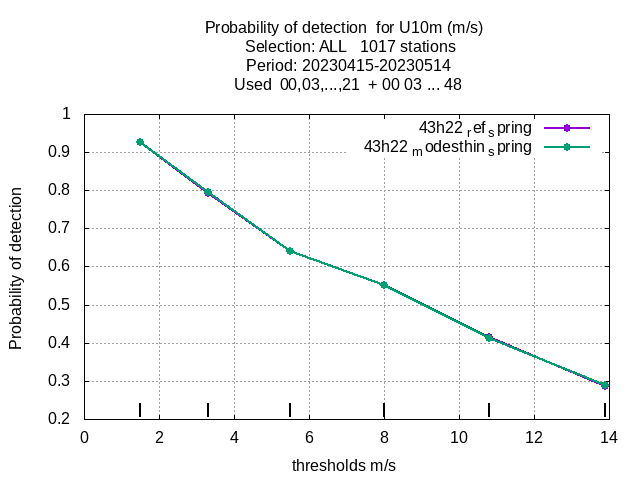 Probability of detection  for U10m (m/s)
Selection: ALL   1017 stations
Period: 20230415-20230514
Used  00,03,...,21  + 00 03 ... 48
43h22 ref spring
43h22 modesthin spring
Probability of detection
1
0.9
0.8
0.7
0.6
0.5
0.4
0.3
0.2
0 2 4 6 8 10 12 14
thresholds m/s